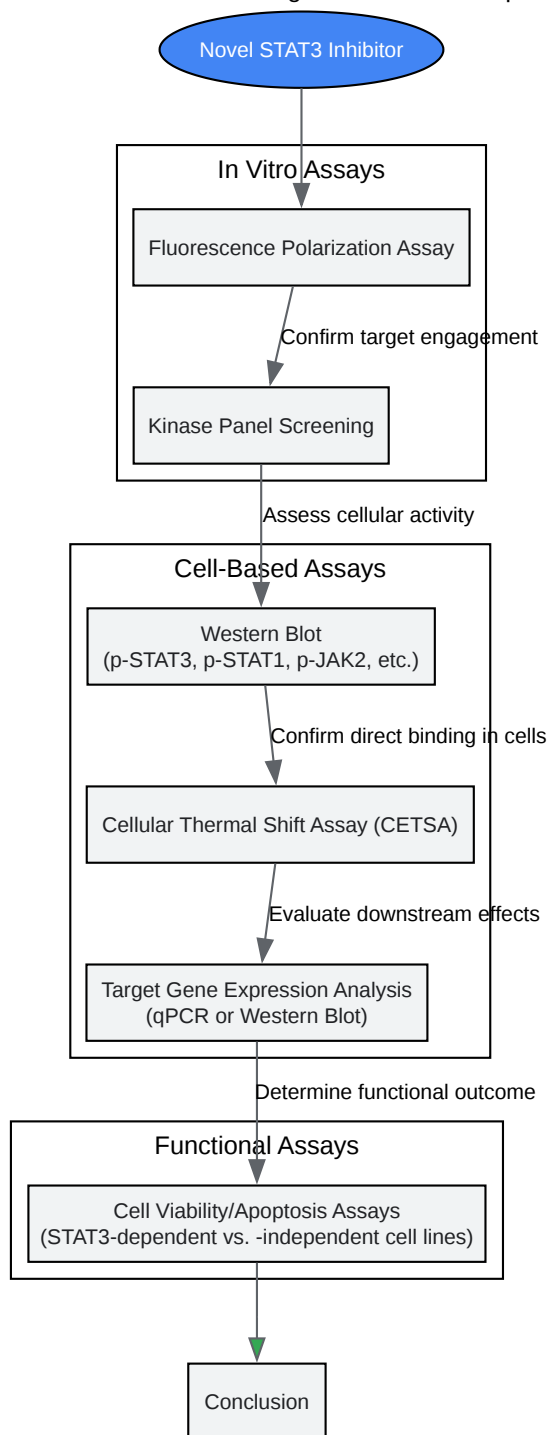 Novel STAT3 Inhibitor
In Vitro Assays
Fluorescence Polarization Assay
Confirm target engagement
Kinase Panel Screening
Assess cellular activity
Cell-Based Assays
Western Blot
(p-STAT3, p-STAT1, p-JAK2, etc.)
Confirm direct binding in cells
Cellular Thermal Shift Assay (CETSA)
Evaluate downstream effects
Target Gene Expression Analysis
(qPCR or Western Blot)
Determine functional outcome
Functional Assays
Cell Viability/Apoptosis Assays
(STAT3-dependent vs. -independent cell lines)
Conclusion